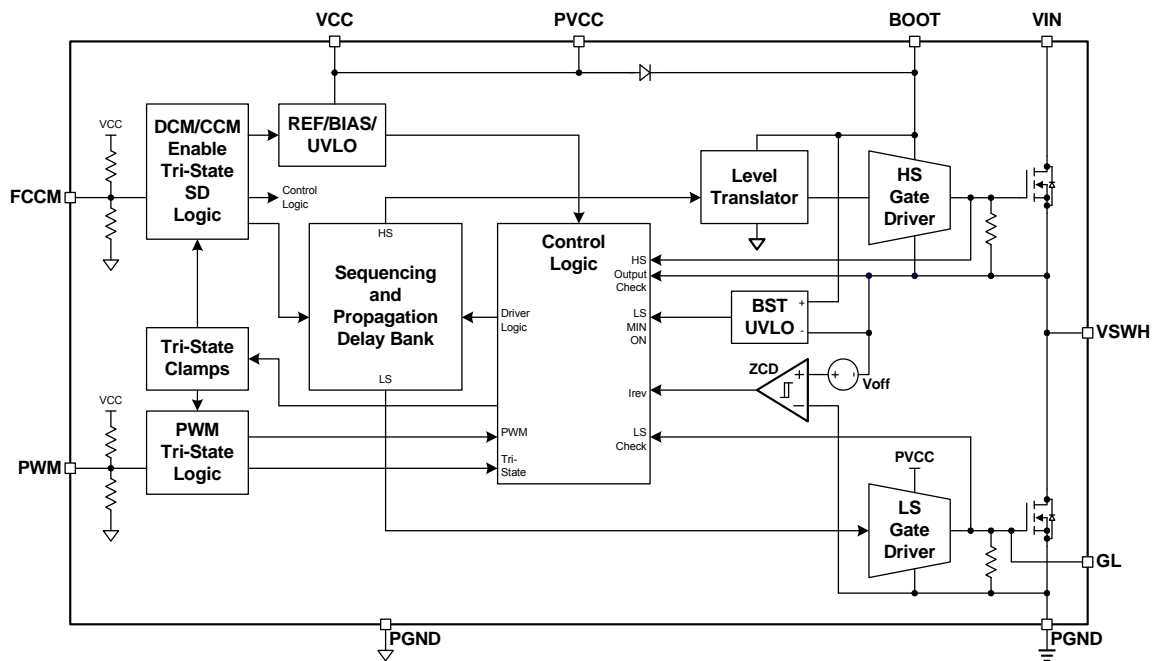 VCC
PVCC
BOOT
VIN
VCC
DCM/CCM
Enable
Tri-State
SD
Logic
REF/BIAS/
UVLO
FCCM
Control
Logic
Level
Translator
HS
Gate
Driver
HS
Sequencing
and
Propagation
Delay Bank
LS
Control
Logic
HS
Output
Check
Driver
Logic
LS
MIN
ON
BST
UVLO
+
-
VSWH
Tri-State
Clamps
ZCD
+
−
+
-
Voff
Irev
VCC
PWM
Tri-State
Logic
PWM
PWM
Tri-
State
LS
Check
PVCC
LS
Gate
Driver
GL
PGND
PGND